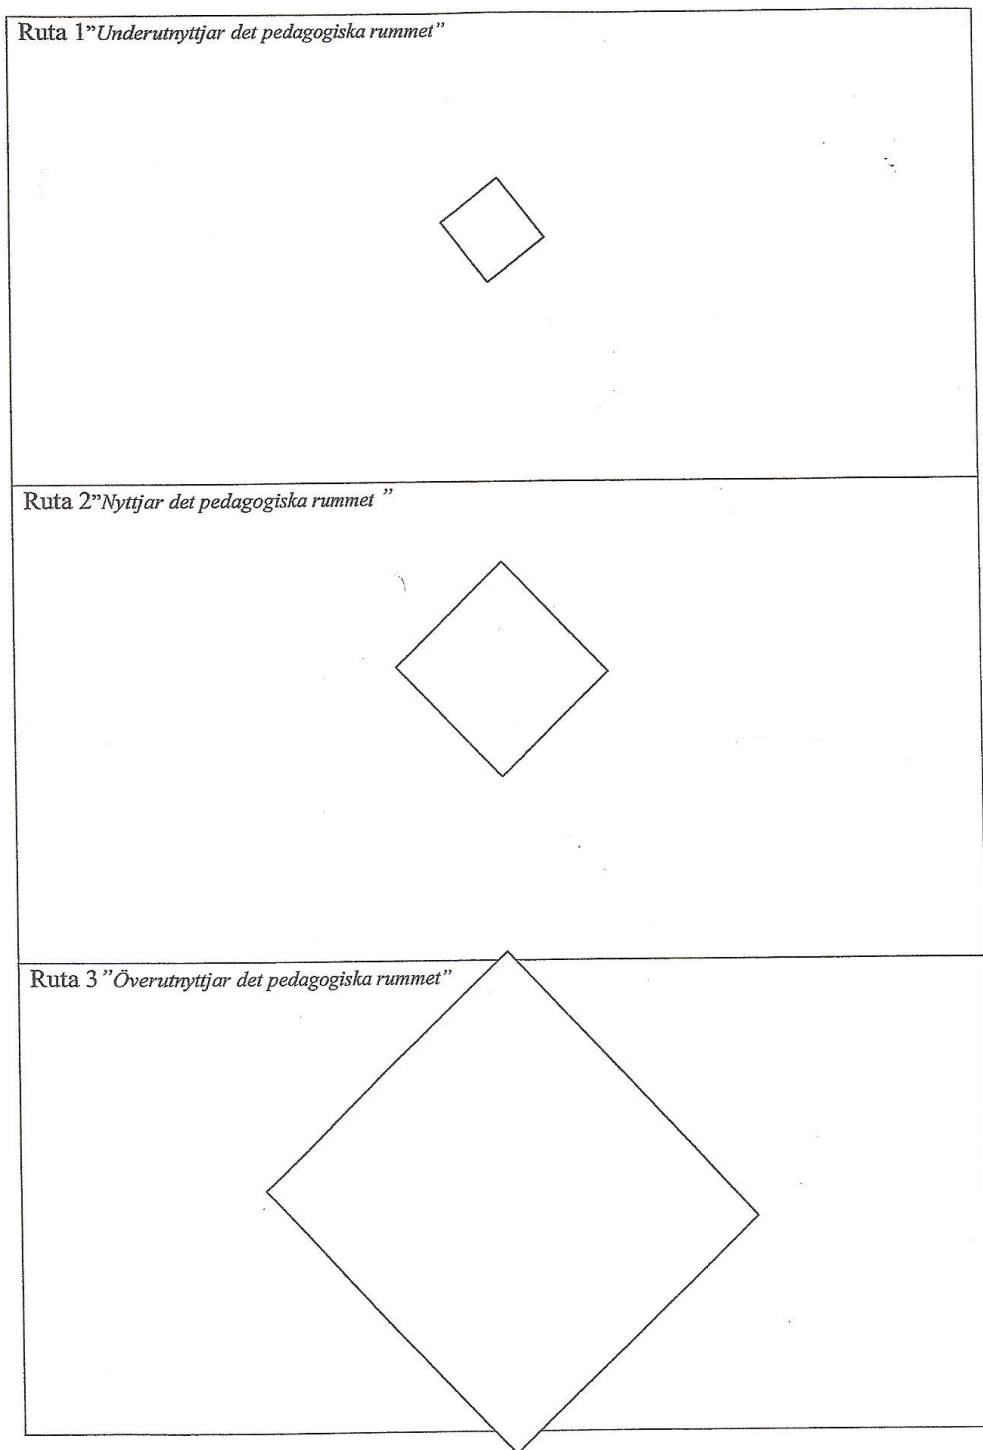 Ruta 1”Underutnyttjar det pedagogiska rummet”
Ruta 2”Nyttjar det pedagogiska rummet ”
Ruta 3 ”Överutnyttjar det pedagogiska rummet”